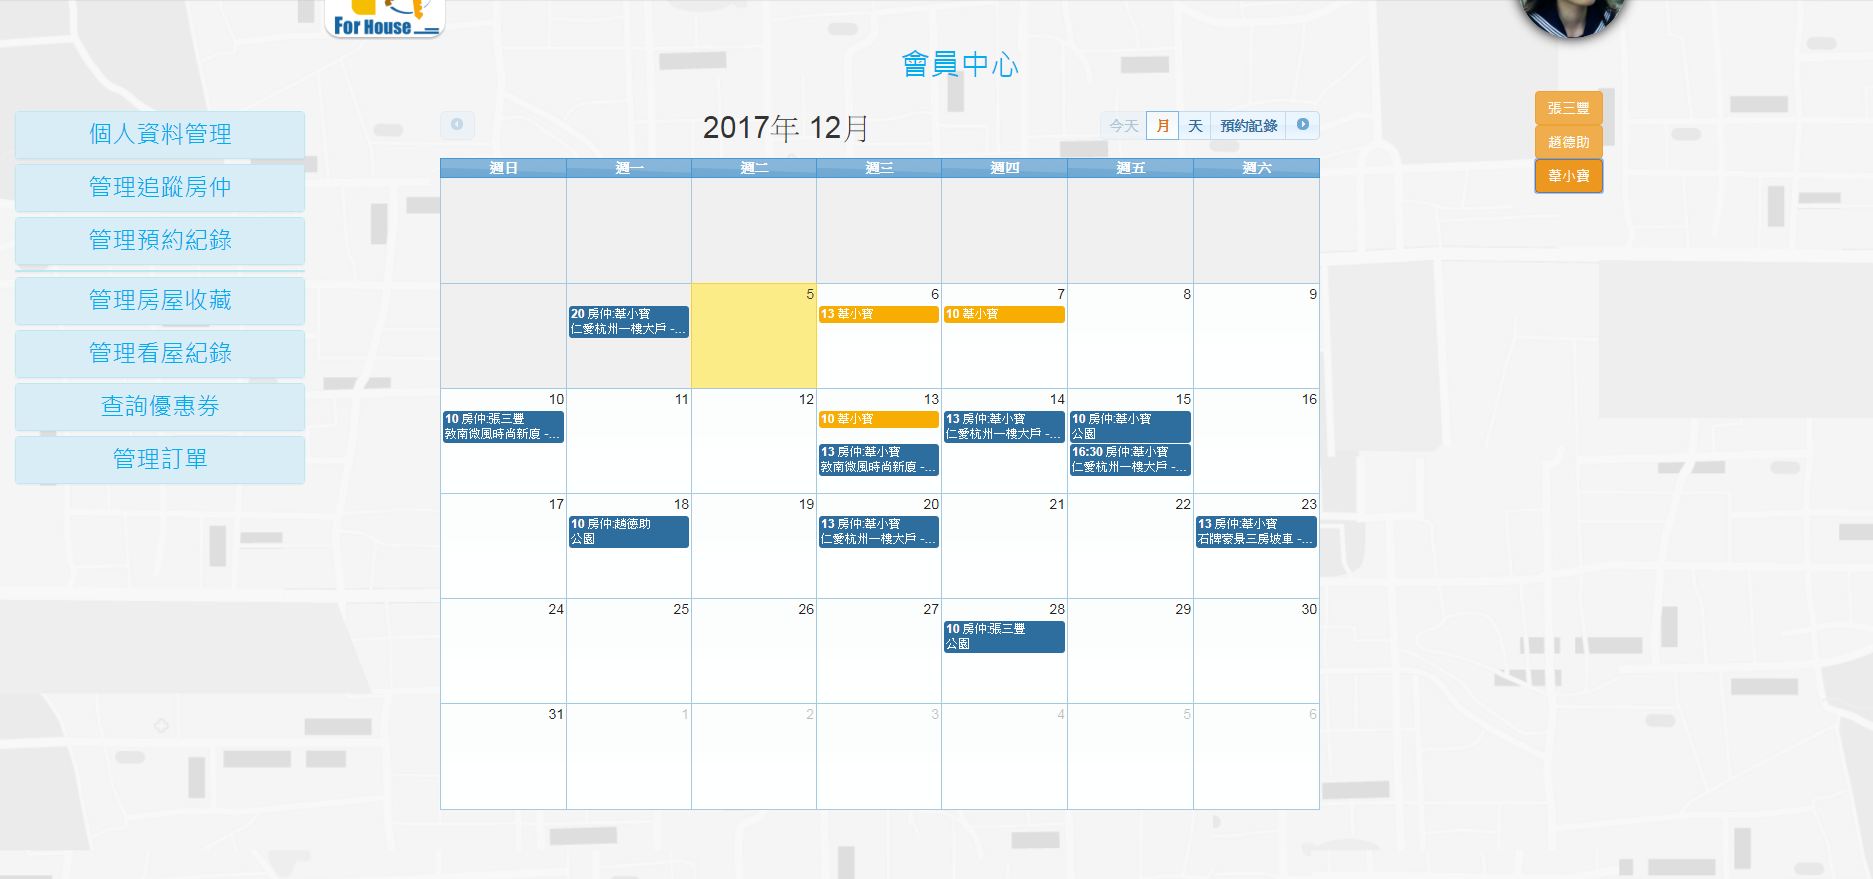 For House
會員中心
個人資料管理
管理追蹤房仲
管理預約紀錄
管理房屋收藏
管理看屋紀錄
查詢優惠券
管理訂單
2017年 12月
今天 月 天 預約記錄
張三豐
趙德助
葦小寶
週日 週一 週二 週三 週四 週五 週六
5 6 7 8 9
20 房仲:葦小寶
仁愛杭州一樓大戶 -...
13 葦小寶
10 葦小寶
10 11 12 13 14 15 16
10 房仲:張三豐
敦南微風時尚新廈 -...
10 葦小寶
13 房仲:葦小寶
敦南微風時尚新廈 -...
13 房仲:葦小寶
仁愛杭州一樓大戶 -...
10 房仲:葦小寶
公園
16:30 房仲:葦小寶
仁愛杭州一樓大戶 -...
17 18 19 20 21 22 23
10 房仲:趙德助
公園
13 房仲:葦小寶
仁愛杭州一樓大戶 -...
13 房仲:葦小寶
石牌豪景三房坡車 -...
24 25 26 27 28 29 30
10 房仲:張三豐
公園
31 1 2 3 4 5 6